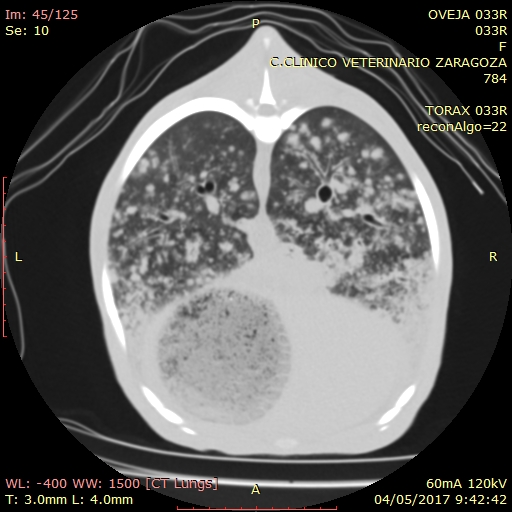 Im: 45/125
Se: 10
P
OVEJA 033R
033R
F
C.CLINICO VETERINARIO ZARAGOZA
784
TORAX 033R
reconAlgo=22
L
R
WL: -400 WW: 1500 [CT Lungs]
T: 3.0mm L: 4.0mm
A
60mA 120kV
04/05/2017 9:42:42